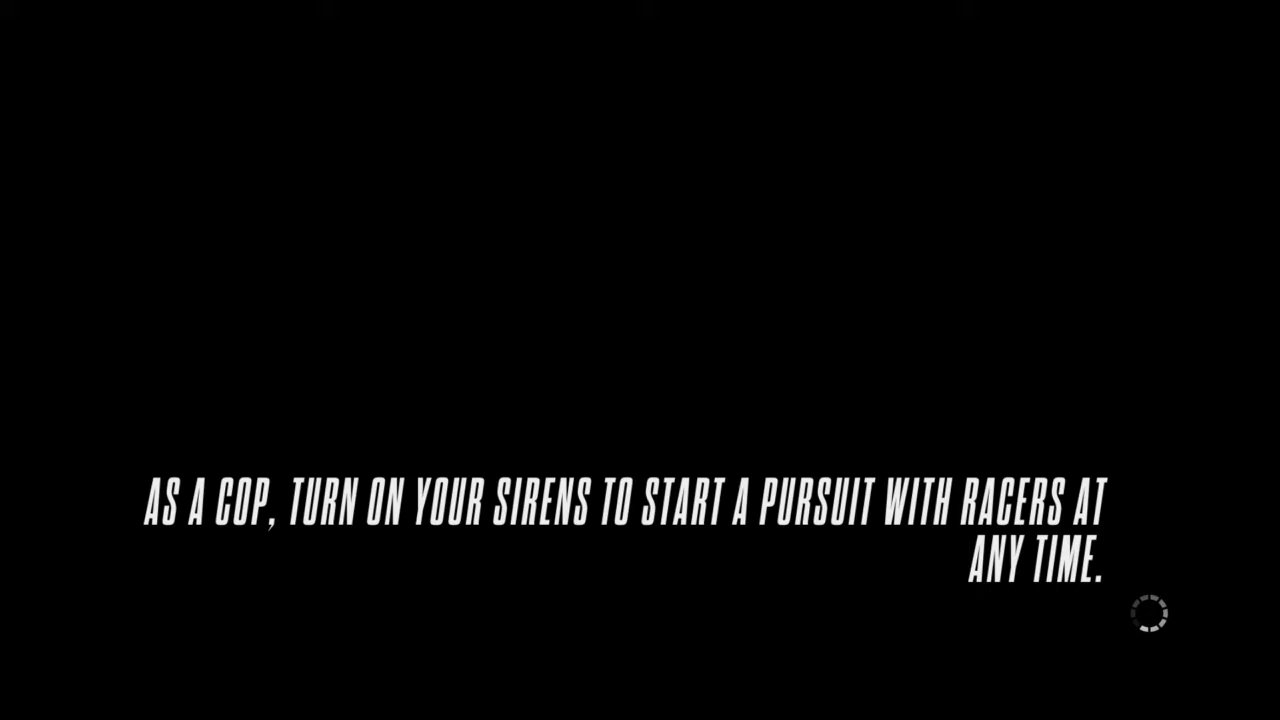 AS A COP, TURN ON YOUR SIRENS TO START A PURSUIT WITH RACERS AT
ANY TIME.